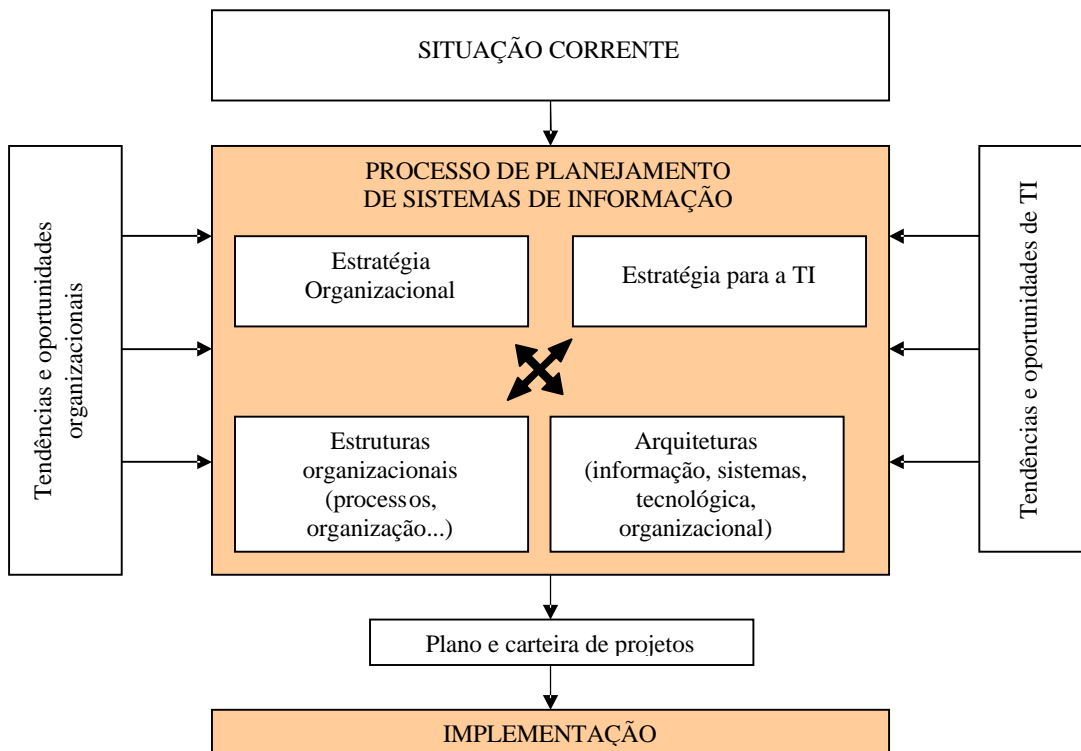 SITUAÇÃO CORRENTE
Tendências e oportunidades
organizacionais
PROCESSO DE PLANEJAMENTO
DE SISTEMAS DE INFORMAÇÃO
Estratégia
Organizacional
Estratégia para a TI
Estruturas
organizacionais
(processos,
organização...)
Arquiteturas
(informação, sistemas,
tecnológica,
organizacional)
Tendências e oportunidades de TI
Plano e carteira de projetos
IMPLEMENTAÇÃO